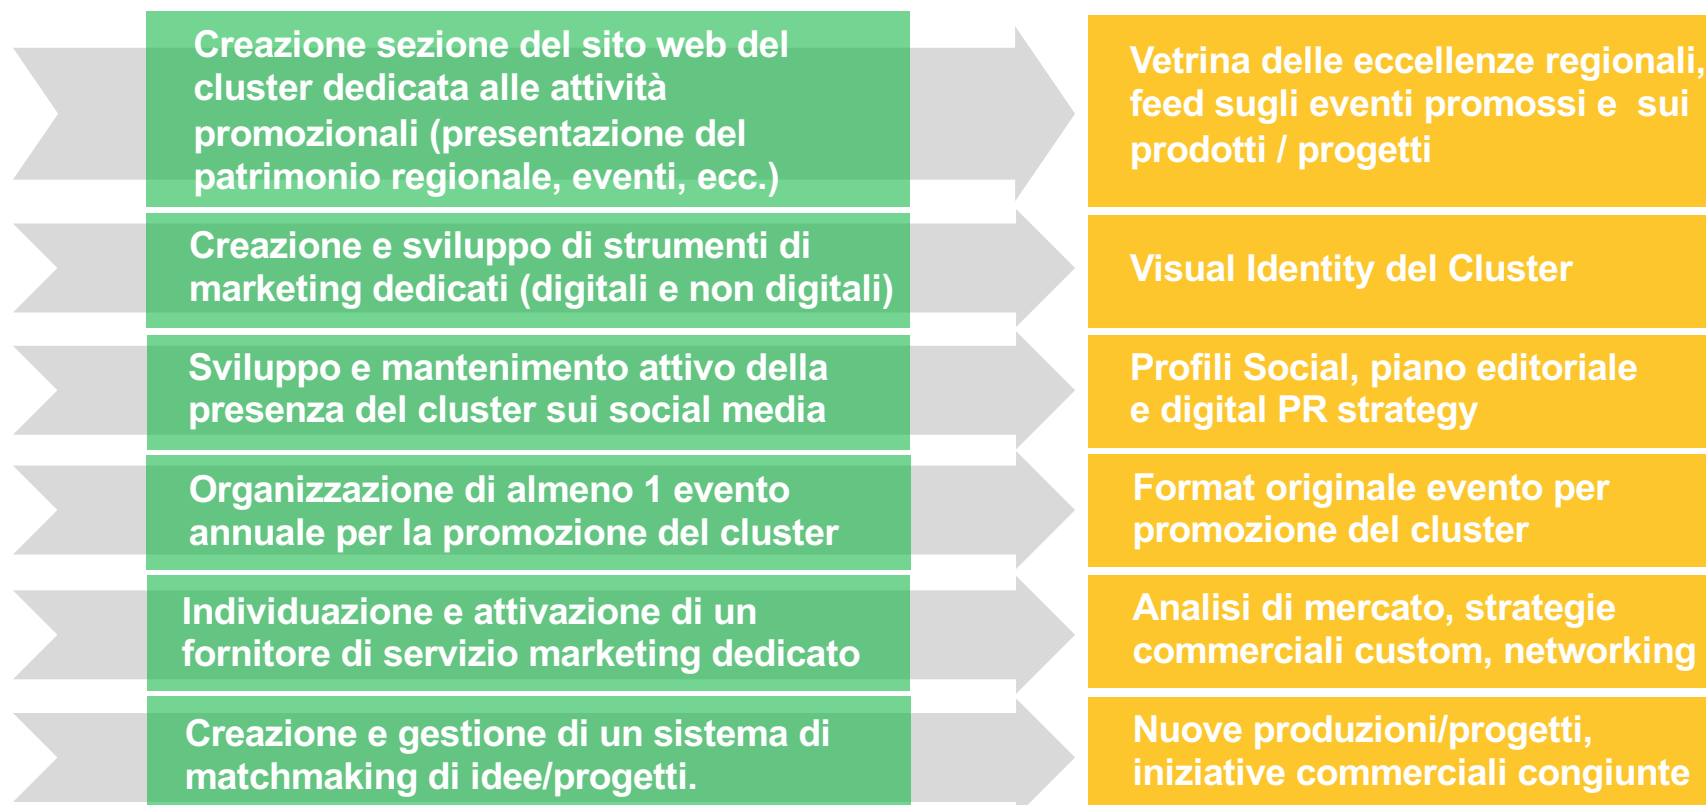 Creazione sezione del sito web del
cluster dedicata alle attività
promozionali (presentazione del
patrimonio regionale, eventi, ecc.)
Vetrina delle eccellenze regionali,
feed sugli eventi promossi e sui
prodotti / progetti
Creazione e sviluppo di strumenti di
marketing dedicati (digitali e non digitali)
Visual Identity del Cluster
Sviluppo e mantenimento attivo della
presenza del cluster sui social media
Profili Social, piano editoriale
e digital PR strategy
Organizzazione di almeno 1 evento
annuale per la promozione del cluster
Format originale evento per
promozione del cluster
Individuazione e attivazione di un
fornitore di servizio marketing dedicato
Analisi di mercato, strategie
commerciali custom, networking
Creazione e gestione di un sistema di
matchmaking di idee/progetti.
Nuove produzioni/progetti,
iniziative commerciali congiunte